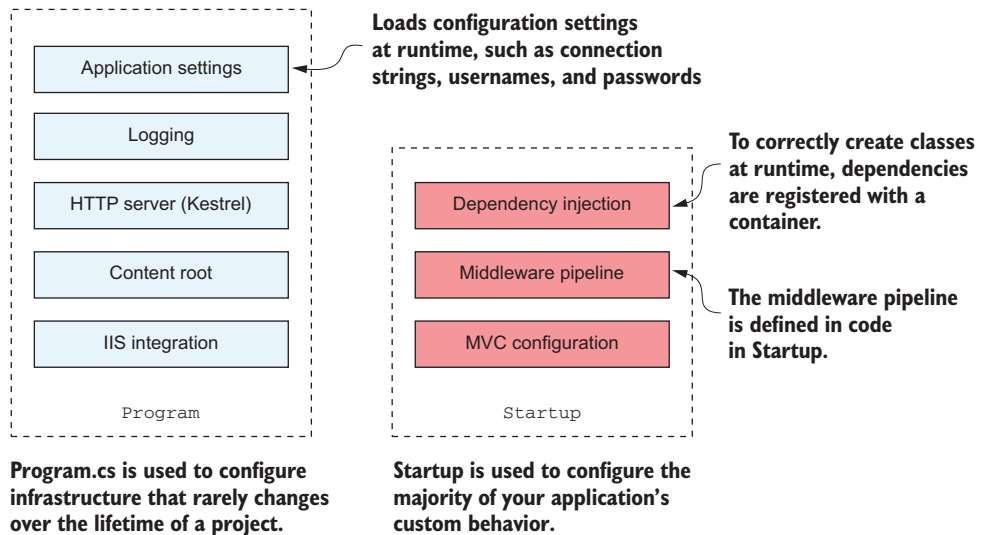 Loads configuration settings
at runtime, such as connection
strings, usernames, and passwords
Application settings
Logging
HTTP server (Kestrel)
Content root
IIS integration
Program
Program.cs is used to configure
infrastructure that rarely changes
over the lifetime of a project.
To correctly create classes
at runtime, dependencies
are registered with a
container.
Dependency injection
Middleware pipeline
MVC configuration
The middleware pipeline
is defined in code
in Startup.
Startup
Startup is used to configure the
majority of your application’s
custom behavior.